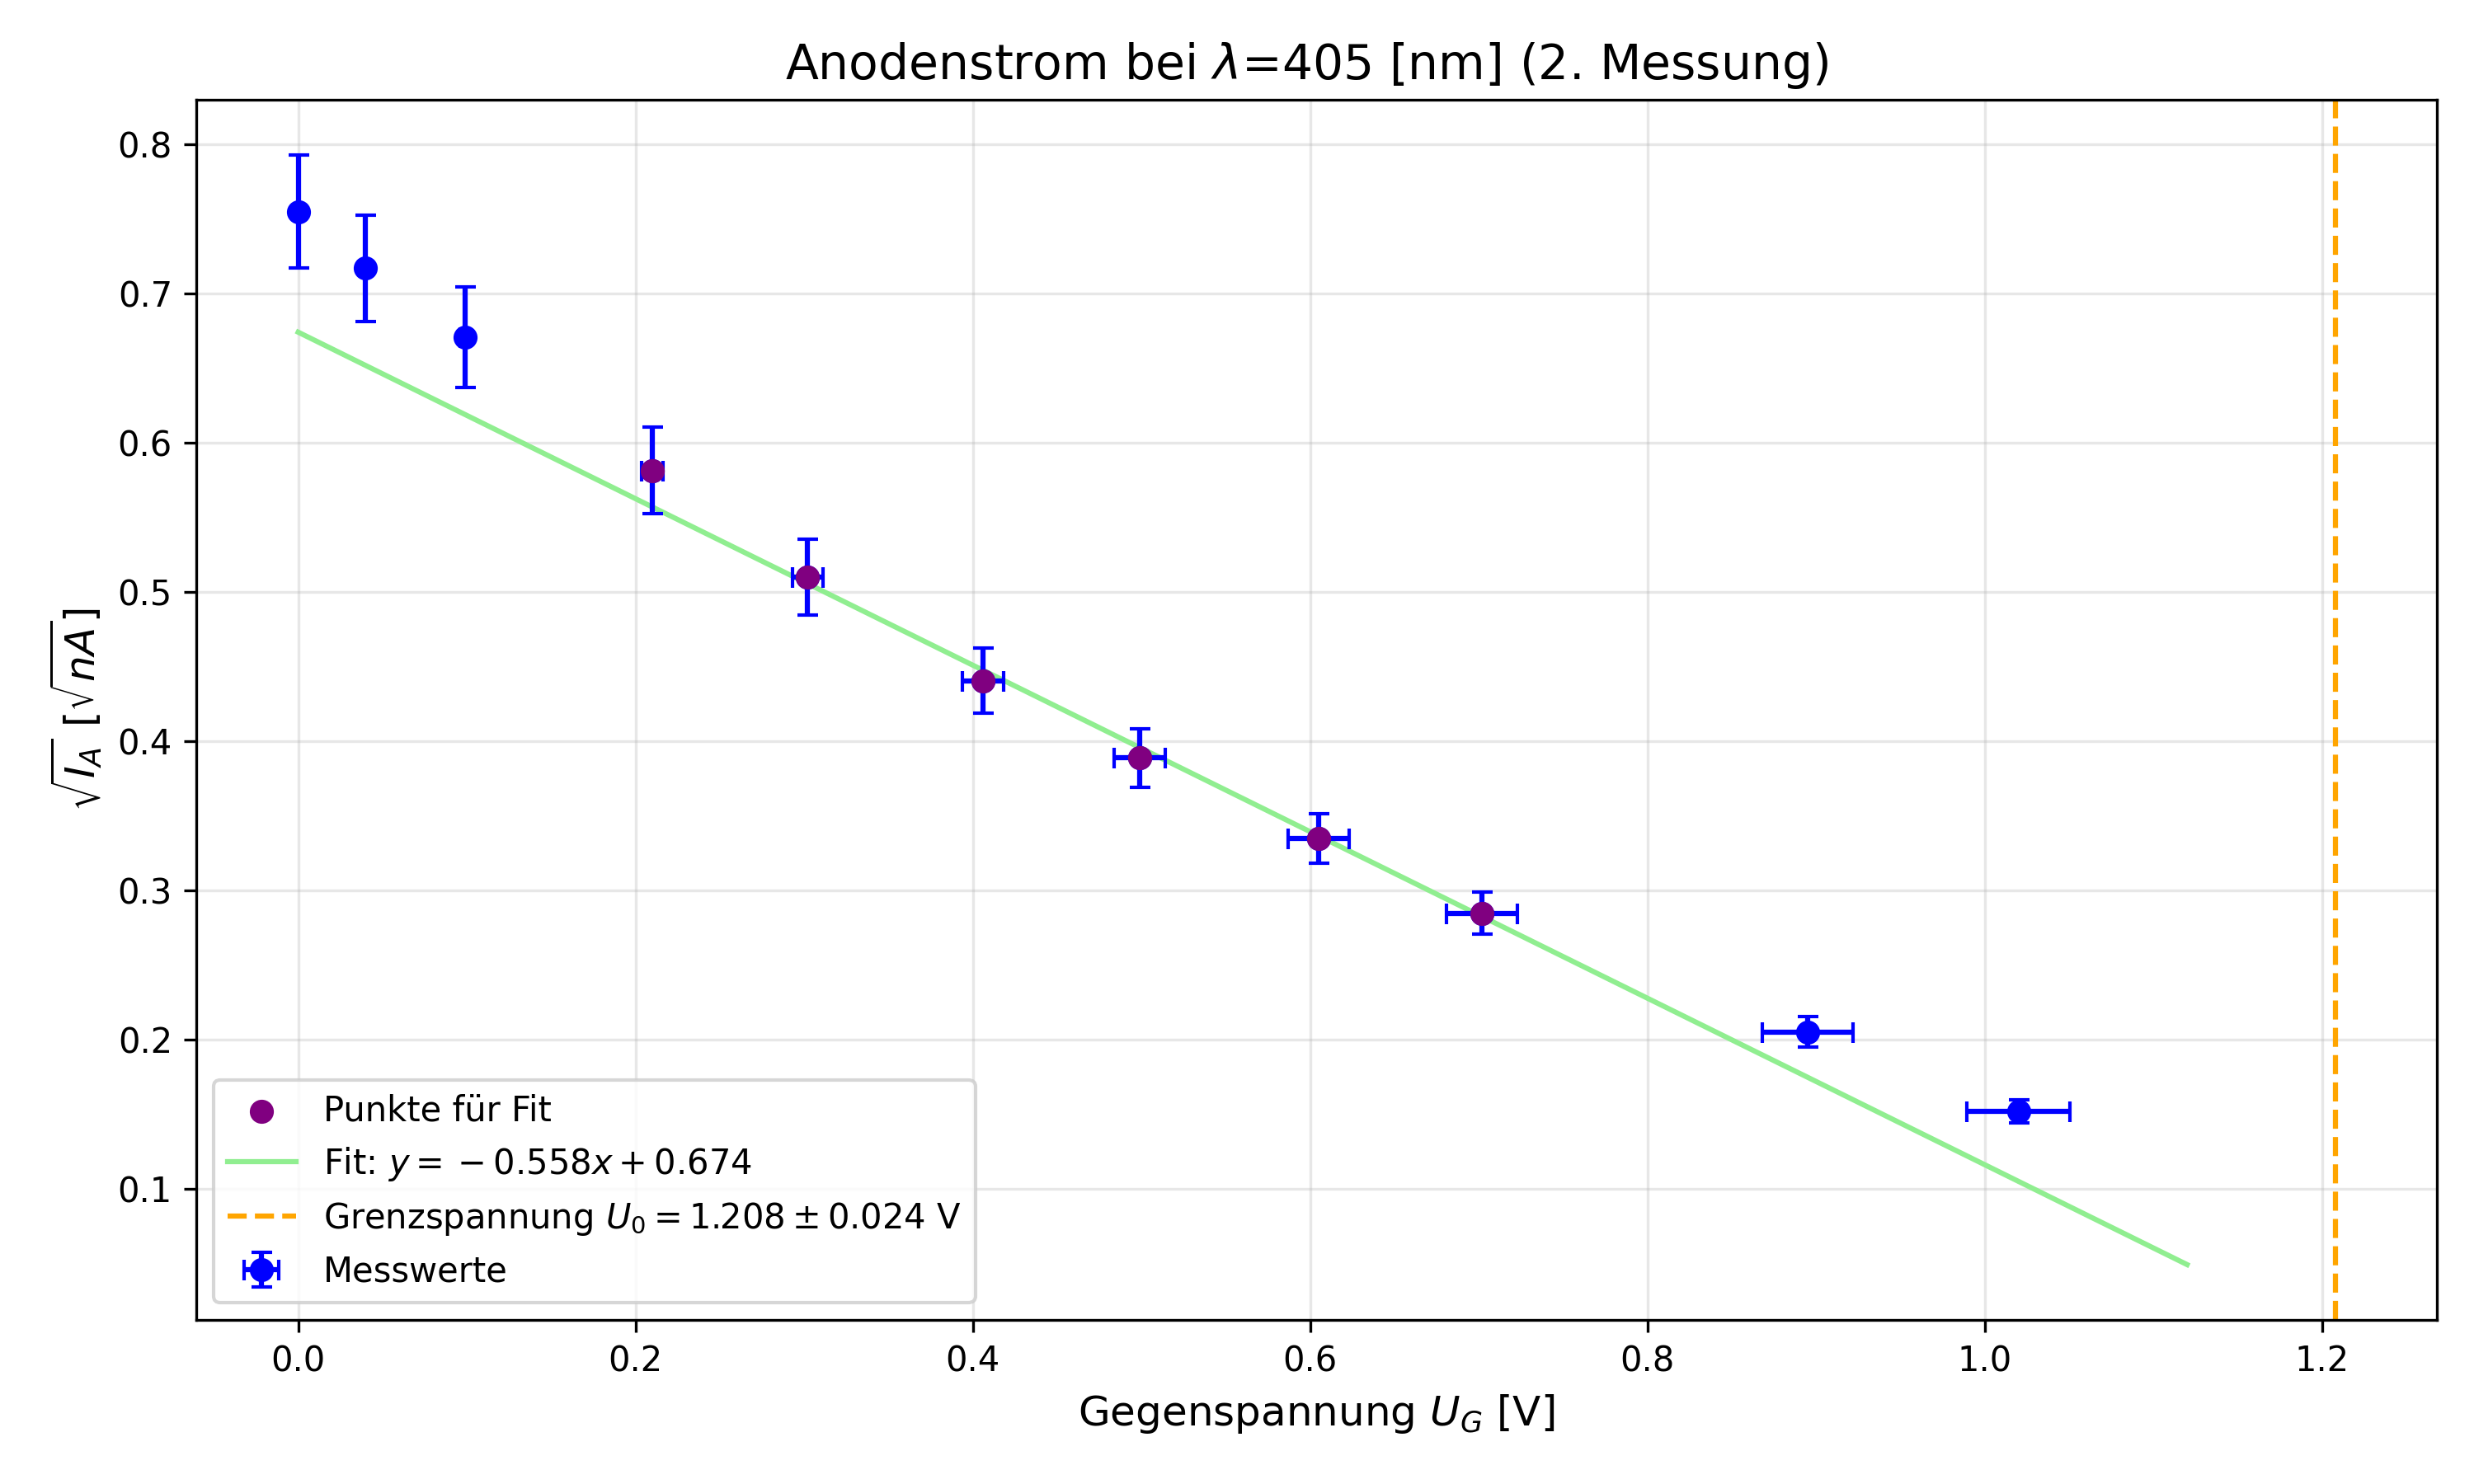 Anodenstrom bei λ=405 [nm] (2. Messung)
0.8
0.7
0.6
0.5
0.4
0.3
0.2
0.1
√I_A [√nA]
Punkte für Fit
Fit: y = −0.558x + 0.674
Grenzspannung U₀ = 1.208 ± 0.024 V
Messwerte
0.0 0.2 0.4 0.6 0.8 1.0 1.2
Gegenspannung U_G [V]